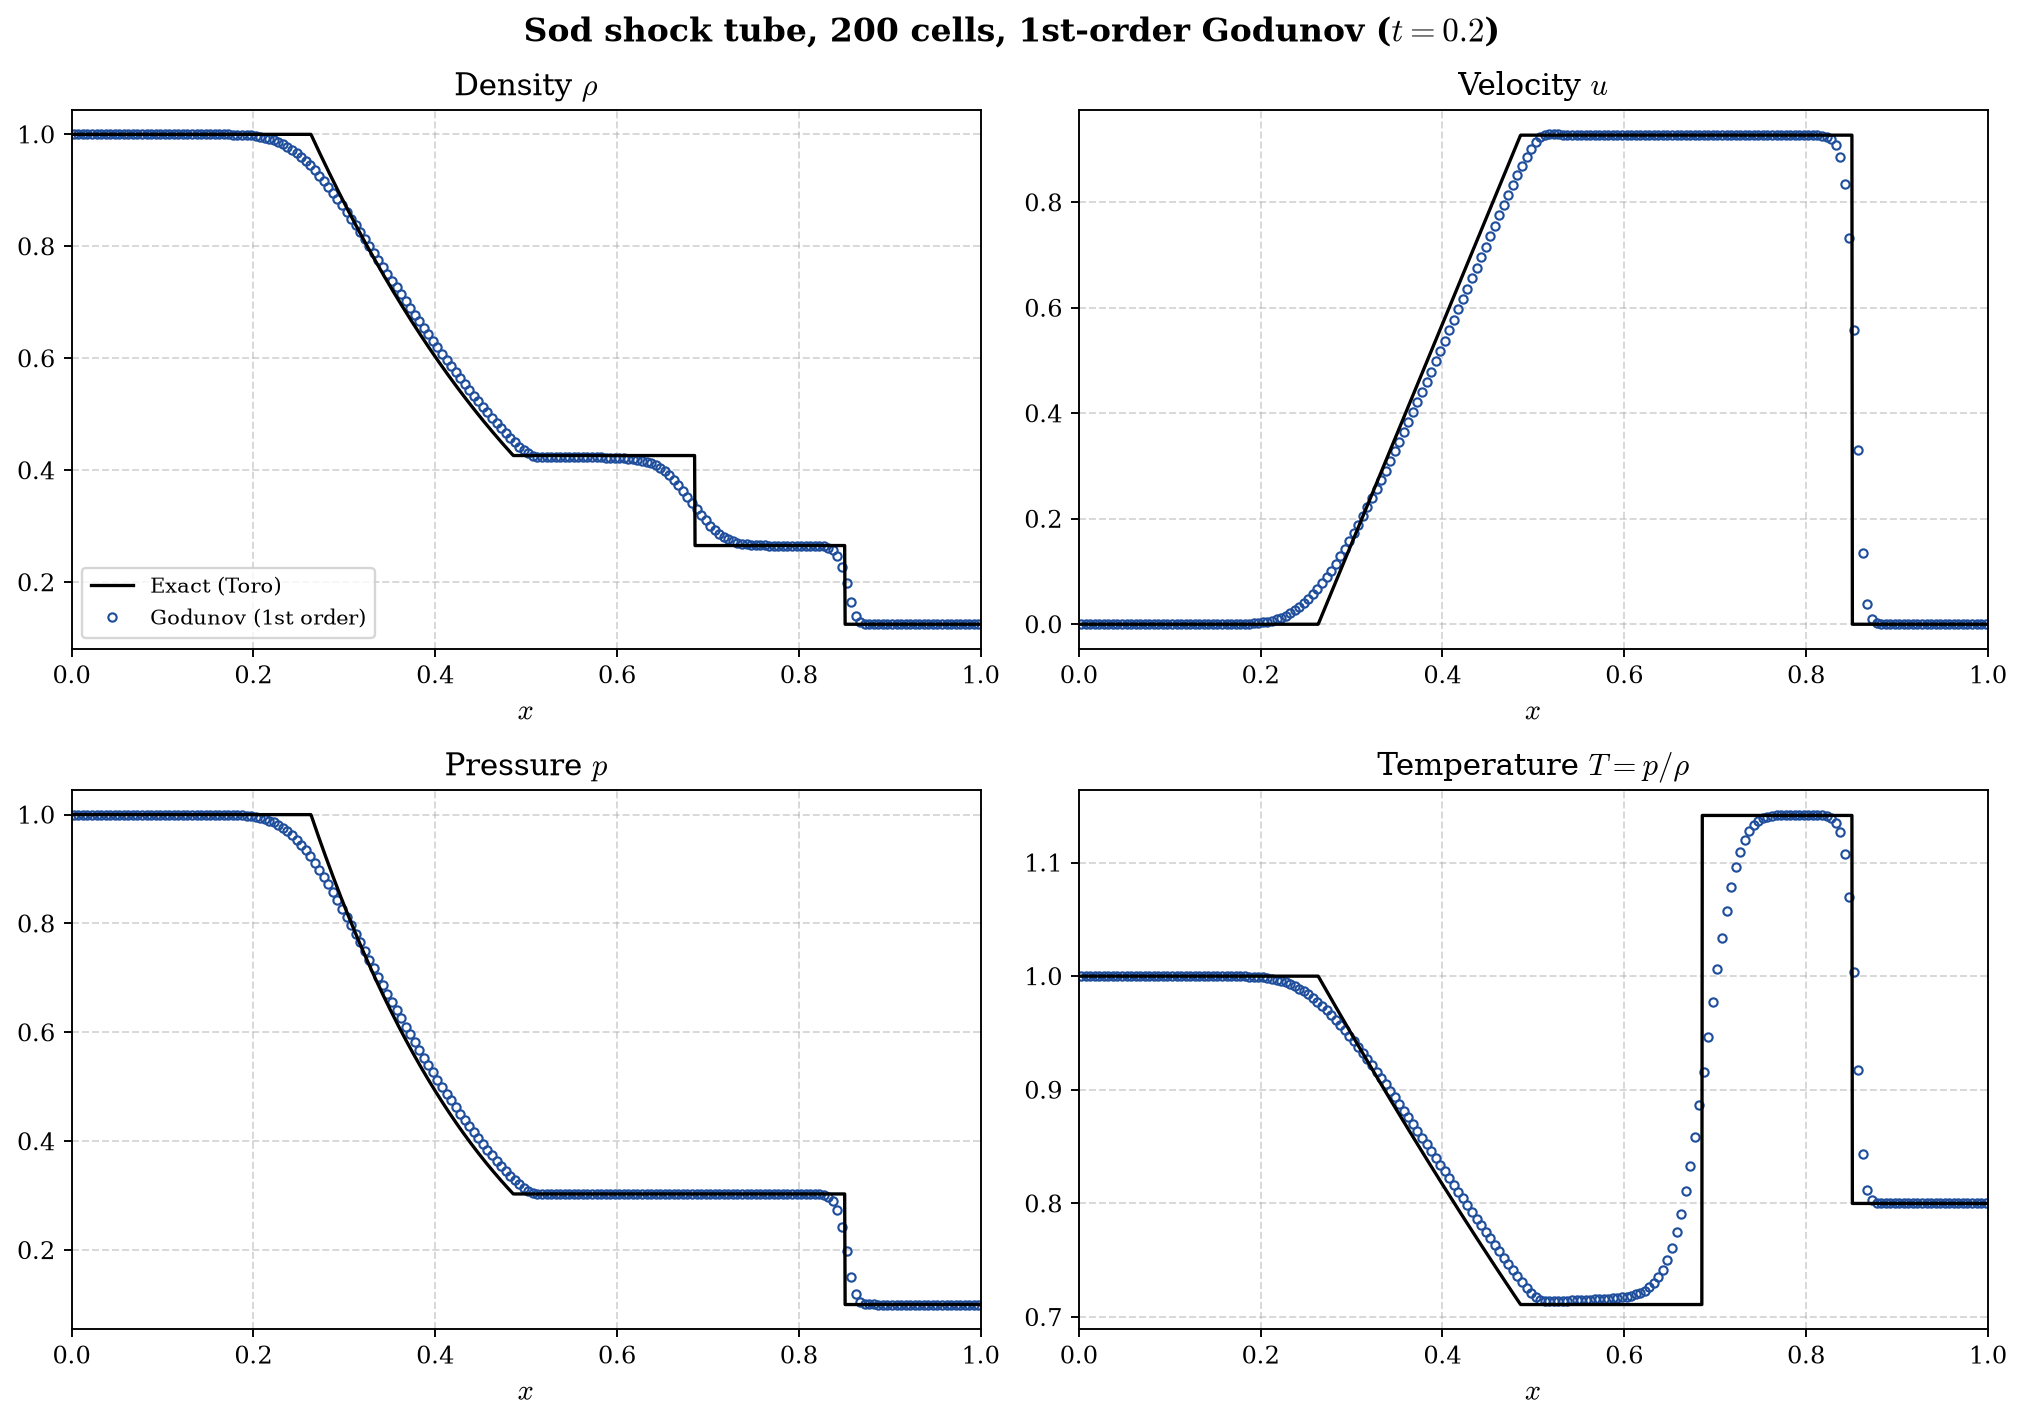 Sod shock tube, 200 cells, 1st-order Godunov (t = 0.2)
Density ρ
1.0
0.8
0.6
0.4
0.2
Exact (Toro)
Godunov (1st order)
0.0 0.2 0.4 0.6 0.8 1.0
x
Velocity u
0.8
0.6
0.4
0.2
0.0
0.0 0.2 0.4 0.6 0.8 1.0
x
Pressure p
1.0
0.8
0.6
0.4
0.2
0.0 0.2 0.4 0.6 0.8 1.0
x
Temperature T = p/ρ
1.1
1.0
0.9
0.8
0.7
0.0 0.2 0.4 0.6 0.8 1.0
x